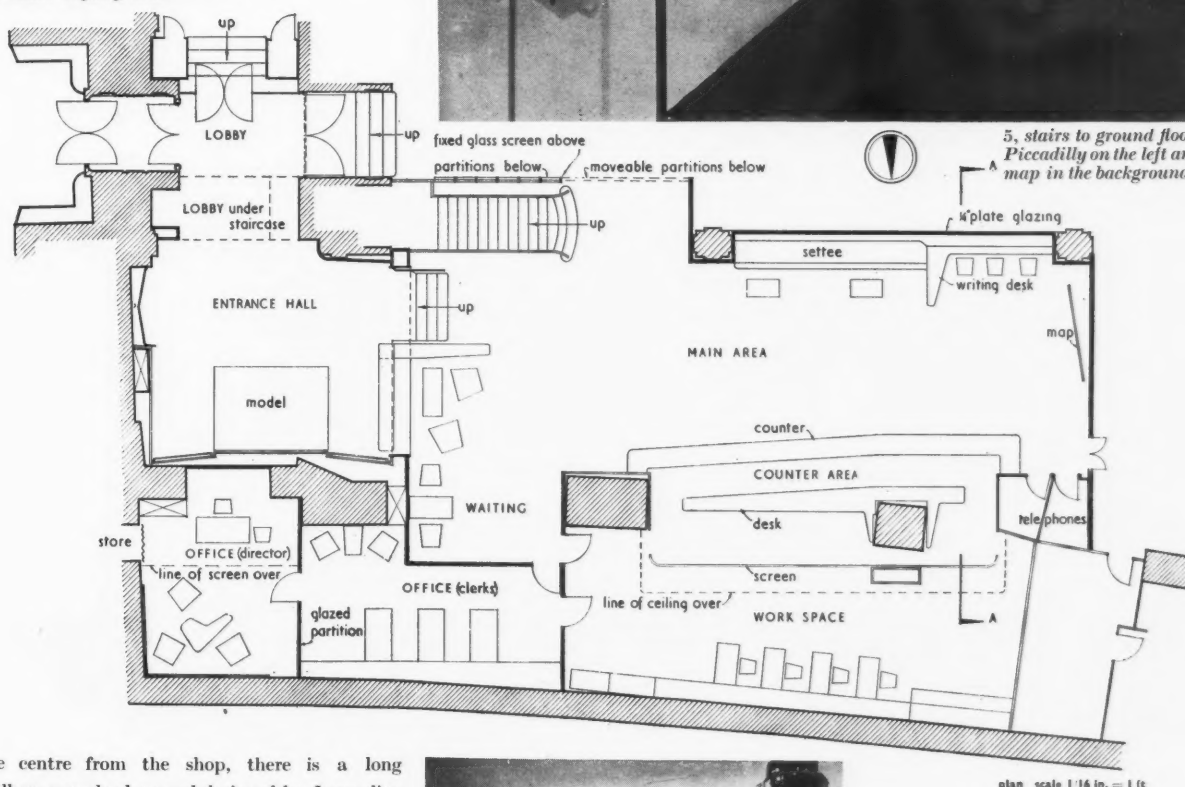 up
LOBBY
up
fixed glass screen above
partitions below
moveable partitions below
5, stairs to ground floo
Piccadilly on the left an
map in the background
A
LOBBY under
staircase
up
¼" plate glazing
settee
writing desk
ENTRANCE HALL
up
map
MAIN AREA
model
counter
COUNTER AREA
WAITING
desk
telephones
store
OFFICE (director)
line of screen over
OFFICE (clerks)
screen
line of ceiling over
glazed
partition
WORK SPACE
A
e centre from the shop, there is a long
plan, scale 1/16 in. = 1 ft.